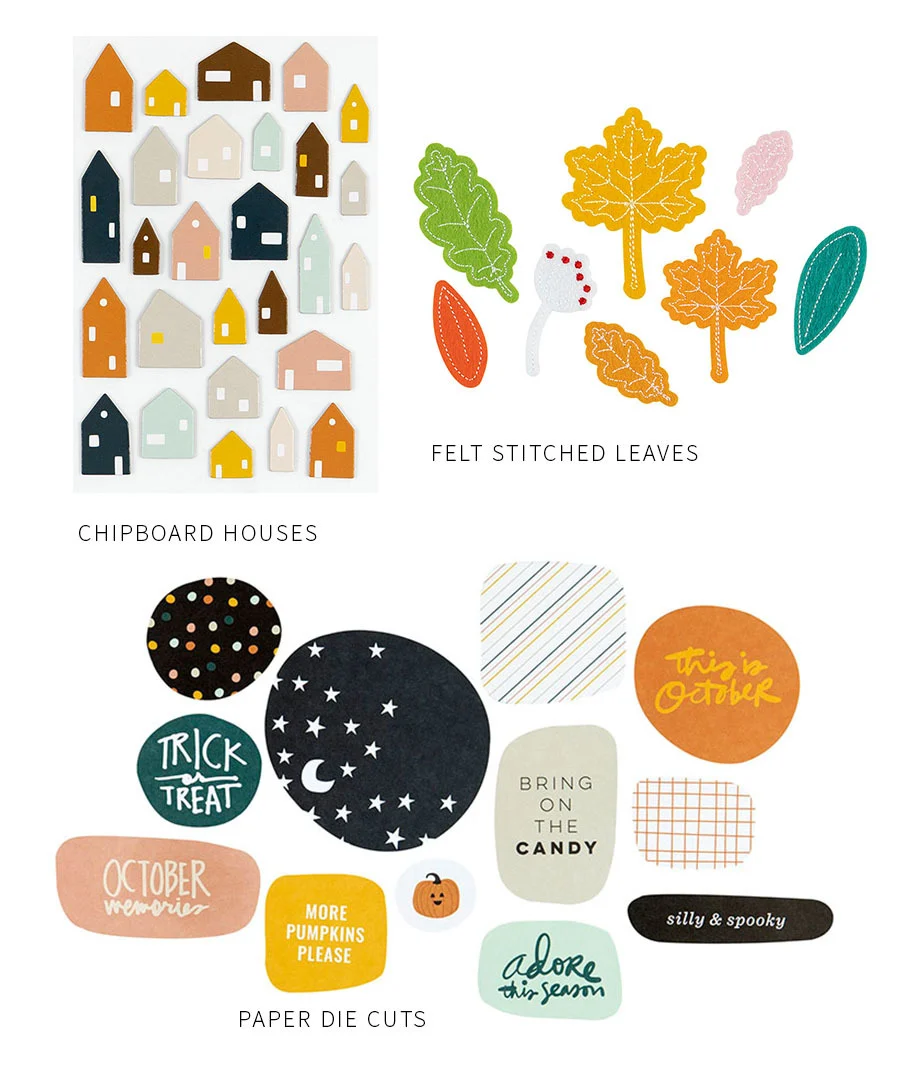 FELT STITCHED LEAVES
CHIPBOARD HOUSES
this is
October
TRICK
or
TREAT
BRING
ON
THE
CANDY
OCTOBER
memories
MORE
PUMPKINS
PLEASE
silly & spooky
adore
this season
PAPER DIE CUTS